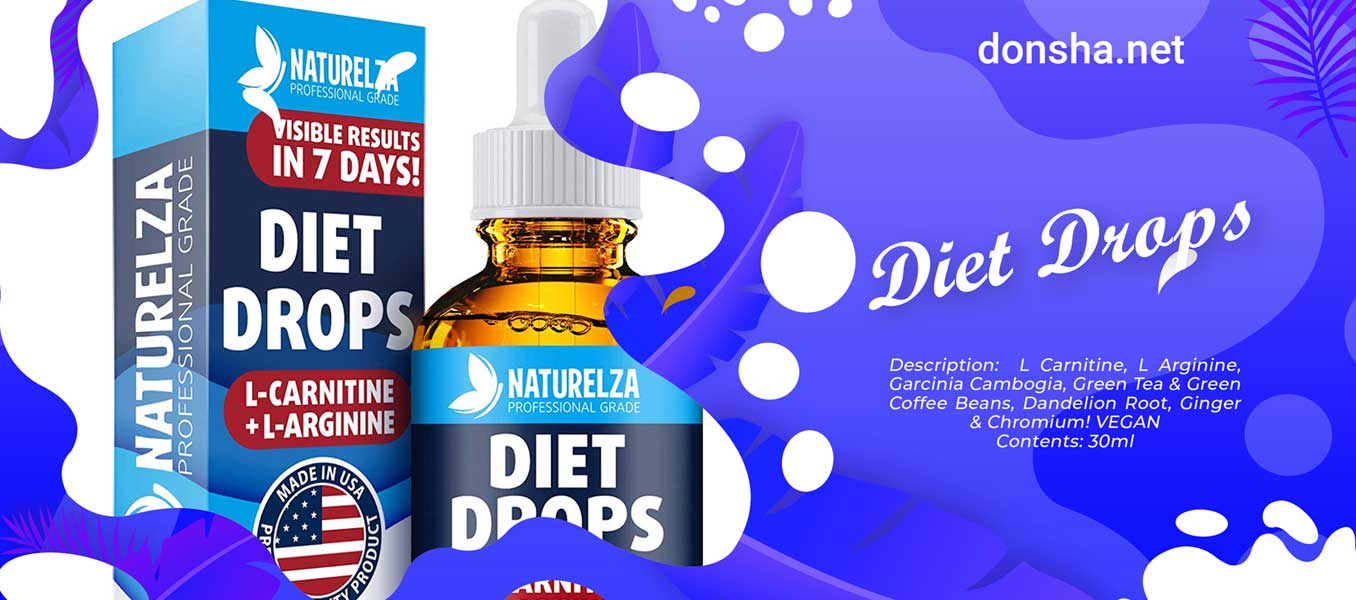 NATURELZA
PROFESSIONAL GRADE
VISIBLE RESULTS
IN 7 DAYS!
DIET
DROPS
L-CARNITINE
+L-ARGININE
MADE IN USA
NATURELZA
PROFESSIONAL GRADE
NATURELZA
PROFESSIONAL GRADE
DIET
DROPS
donsha.net
Diet Drops
Description: L Carnitine, L Arginine,
Garcinia Cambogia, Green Tea & Green
Coffee Beans, Dandelion Root, Ginger
& Chromium! VEGAN
Contents: 30ml